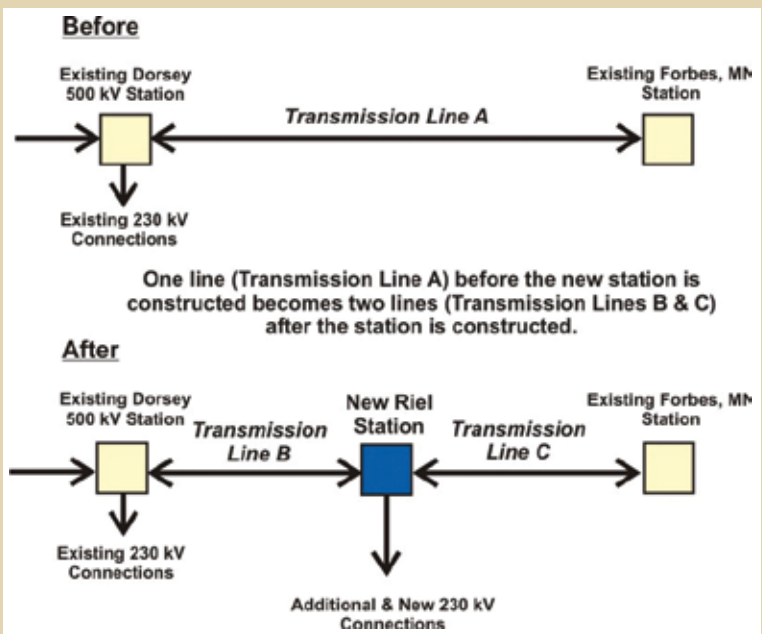 Before
Existing Dorsey
500 kV Station
Existing Forbes, MN
Station
Transmission Line A
Existing 230 kV
Connections
One line (Transmission Line A) before the new station is
constructed becomes two lines (Transmission Lines B & C)
after the station is constructed.
After
Existing Dorsey
500 kV Station
Transmission
Line B
New Riel
Station
Transmission
Line C
Existing Forbes, MN
Station
Existing 230 kV
Connections
Additional & New 230 kV
Connections